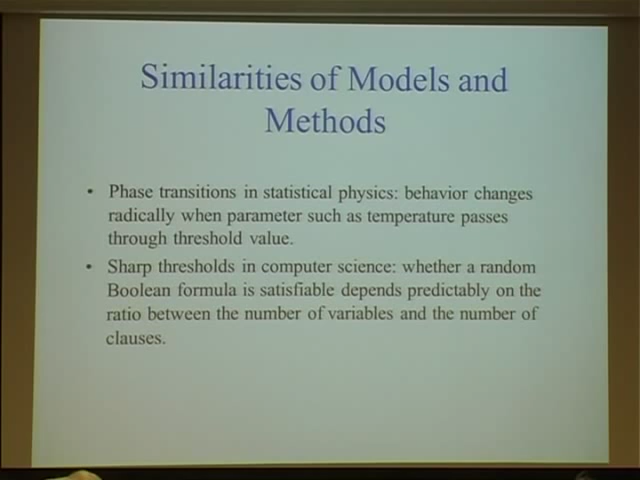 Similarities of Models and
Methods
• Phase transitions in statistical physics: behavior changes
radically when parameter such as temperature passes
through threshold value.
• Sharp thresholds in computer science: whether a random
Boolean formula is satisfiable depends predictably on the
ratio between the number of variables and the number of
clauses.